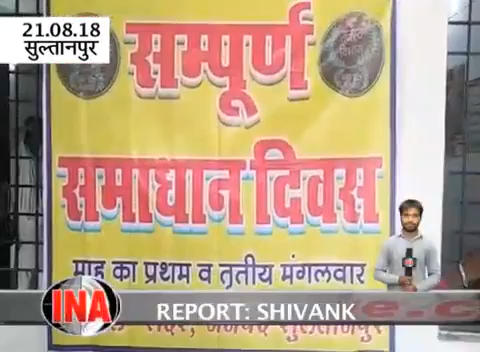 21.08.18
सुल्तानपुर
सम्पूर्ण
समाधान दिवस
माह का प्रथम व तृतीय मंगलवार
INA
REPORT: SHIVANK